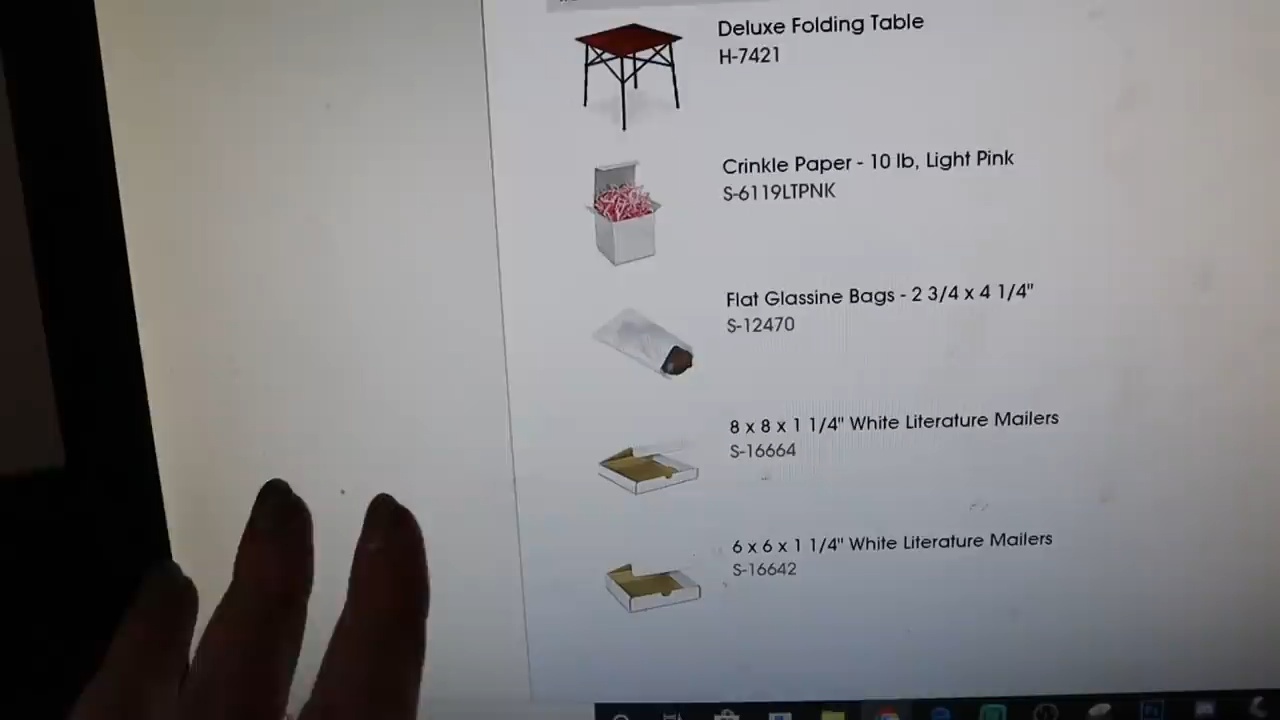 Deluxe Folding Table
H-7421
Crinkle Paper - 10 lb, Light Pink
S-6119LTPNK
Flat Glassine Bags - 2 3/4 x 4 1/4"
S-12470
8 x 8 x 1 1/4" White Literature Mailers
S-16664
6 x 6 x 1 1/4" White Literature Mailers
S-16642